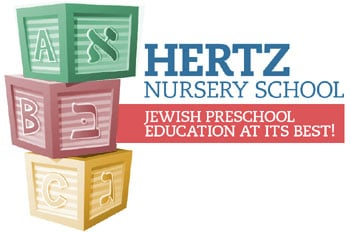 A א
HERTZ
NURSERY SCHOOL
JEWISH PRESCHOOL
EDUCATION AT ITS BEST!
B ב
C ג